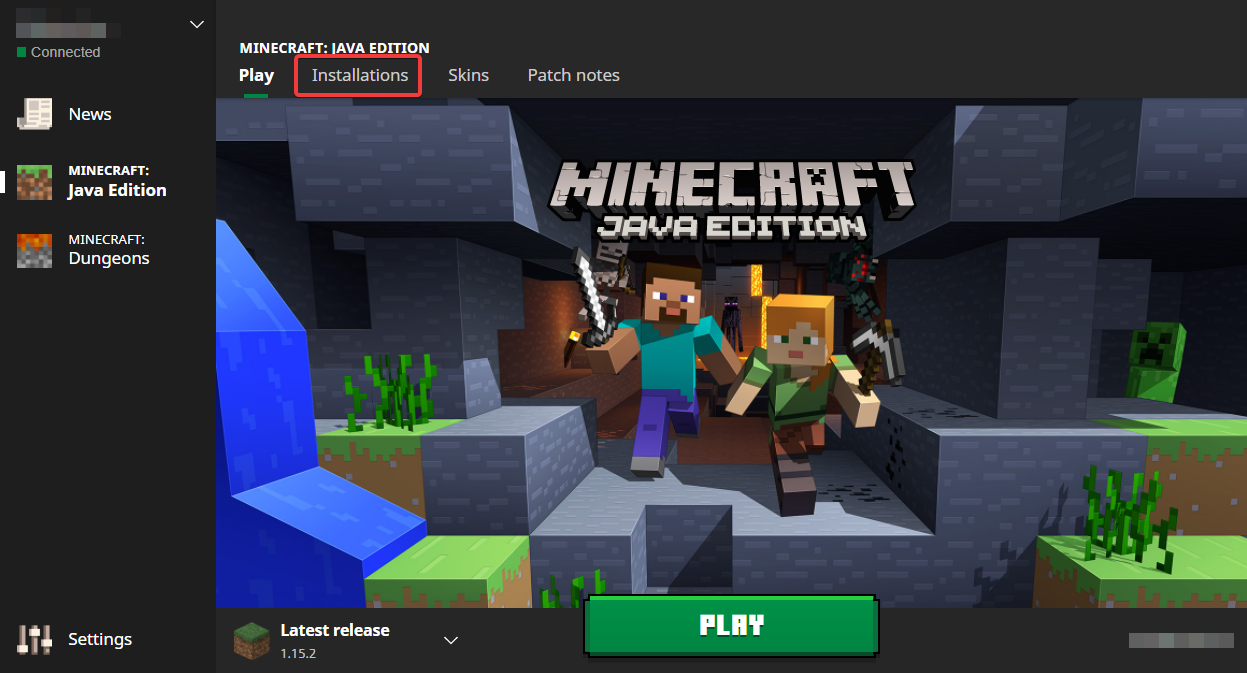 Connected
News
MINECRAFT:
Java Edition
MINECRAFT:
Dungeons
Settings
MINECRAFT: JAVA EDITION
Play Installations Skins Patch notes
MINECRAFT
JAVA EDITION
Latest release
1.15.2
PLAY